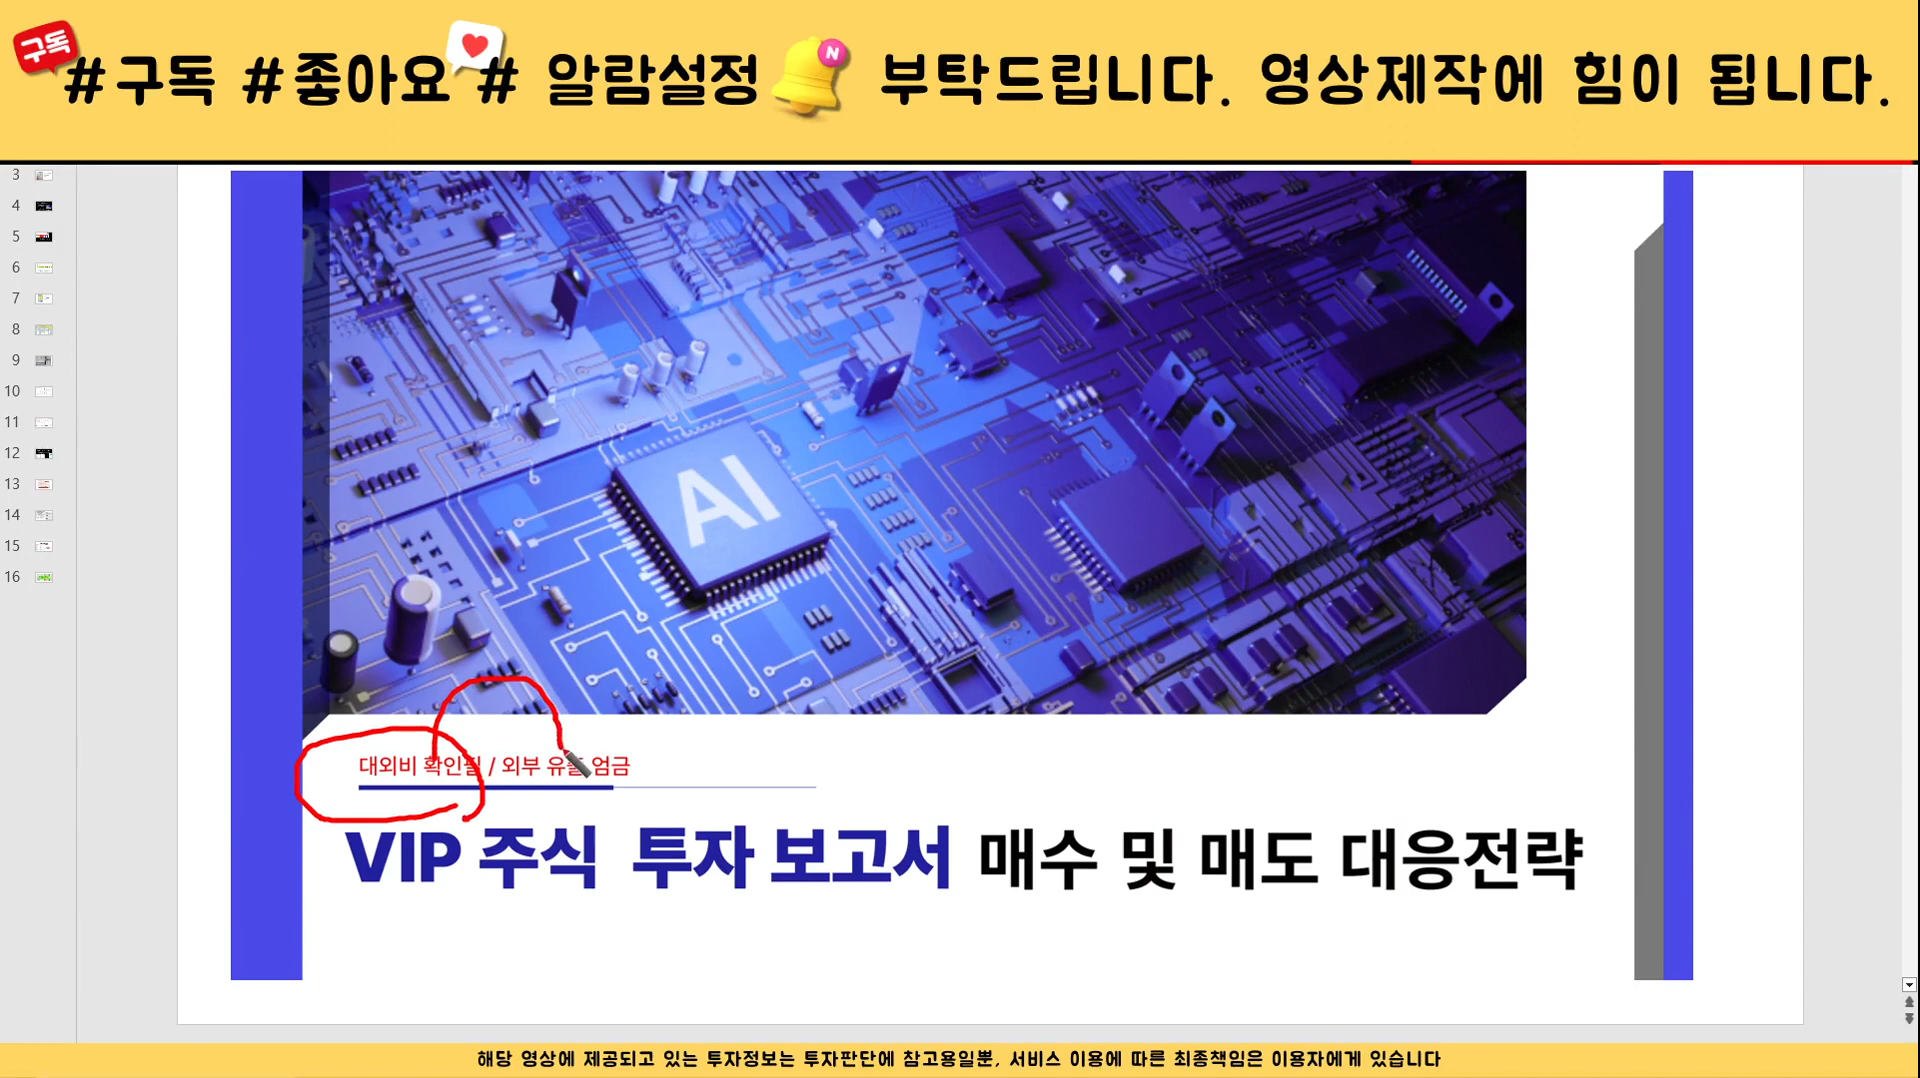 구독
#구독 #좋아요 # 알람설정 N 부탁드립니다. 영상제작에 힘이 됩니다.
3
4
5
6
7
8
9
10
11
12
13
14
15
16
AI
대외비 확인필 / 외부 유출 엄금
VIP 주식 투자 보고서 매수 및 매도 대응전략
해당 영상에 제공되고 있는 투자정보는 투자판단에 참고용일뿐, 서비스 이용에 따른 최종책임은 이용자에게 있습니다